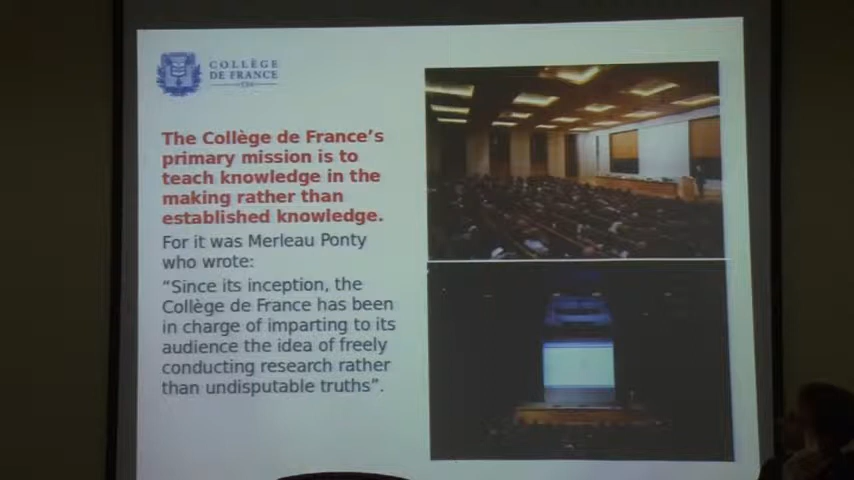 COLLÈGE
DE FRANCE
The Collège de France’s
primary mission is to
teach knowledge in the
making rather than
established knowledge.
For it was Merleau Ponty
who wrote:
“Since its inception, the
Collège de France has been
in charge of imparting to its
audience the idea of freely
conducting research rather
than undisputable truths”.